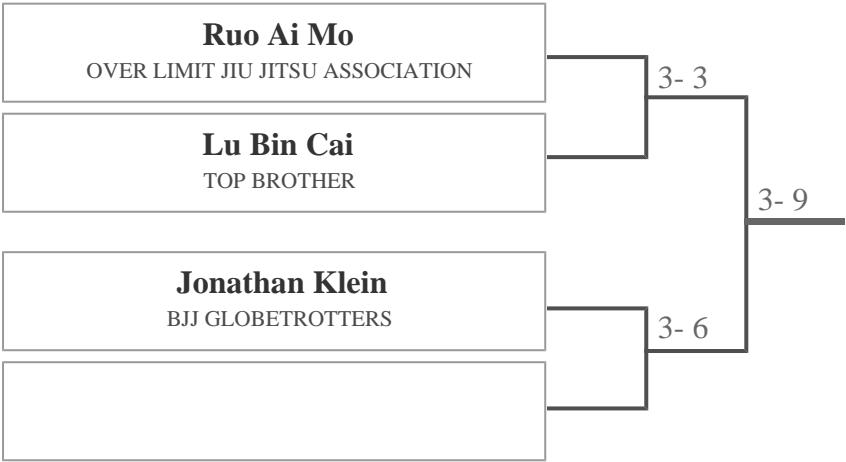 Ruo Ai Mo
OVER LIMIT JIU JITSU ASSOCIATION
3- 3
Lu Bin Cai
TOP BROTHER
3- 9
Jonathan Klein
BJJ GLOBETROTTERS
3- 6